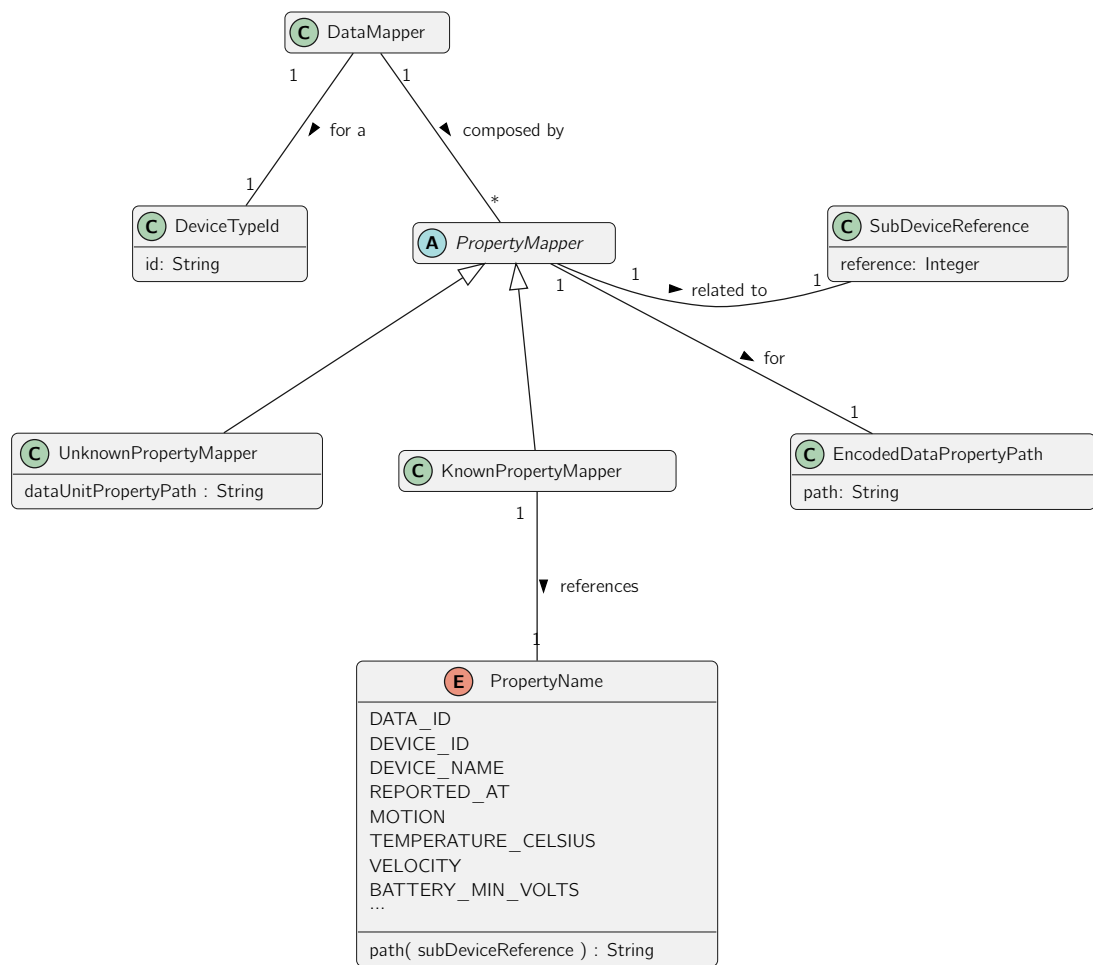 C DataMapper
1
1
for a
composed by
1
*
C DeviceTypeId
id: String
A PropertyMapper
C SubDeviceReference
reference: Integer
1
1
1
related to
for
1
C UnknownPropertyMapper
dataUnitPropertyPath : String
C KnownPropertyMapper
C EncodedDataPropertyPath
path: String
1
references
1
E PropertyName
DATA_ID
DEVICE_ID
DEVICE_NAME
REPORTED_AT
MOTION
TEMPERATURE_CELSIUS
VELOCITY
BATTERY_MIN_VOLTS
...
path( subDeviceReference ) : String